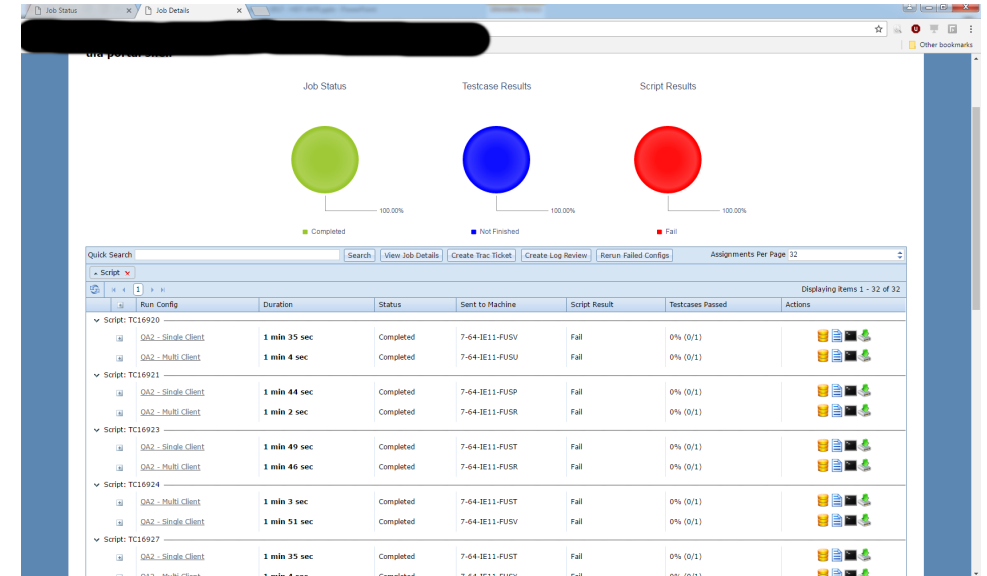 Job Status
Job Details
Other bookmarks
Job Status Testcase Results Script Results
100.00% 100.00% 100.00%
Completed Not Finished Fail
Quick Search Search View Job Details Create Trac Ticket Create Log Review Rerun Failed Configs Assignments Per Page 32
Script
1 Displaying items 1 - 32 of 32
Run Config Duration Status Sent to Machine Script Result Testcases Passed Actions
Script: TC16920
QA2 - Single Client 1 min 35 sec Completed 7-64-IE11-FUSV Fail 0% (0/1)
QA2 - Multi Client 1 min 4 sec Completed 7-64-IE11-FUSU Fail 0% (0/1)
Script: TC16921
QA2 - Single Client 1 min 44 sec Completed 7-64-IE11-FUSP Fail 0% (0/1)
QA2 - Multi Client 1 min 2 sec Completed 7-64-IE11-FUSR Fail 0% (0/1)
Script: TC16923
QA2 - Single Client 1 min 49 sec Completed 7-64-IE11-FUST Fail 0% (0/1)
QA2 - Multi Client 1 min 46 sec Completed 7-64-IE11-FUSR Fail 0% (0/1)
Script: TC16924
QA2 - Multi Client 1 min 3 sec Completed 7-64-IE11-FUST Fail 0% (0/1)
QA2 - Single Client 1 min 51 sec Completed 7-64-IE11-FUSV Fail 0% (0/1)
Script: TC16927
QA2 - Single Client 1 min 35 sec Completed 7-64-IE11-FUST Fail 0% (0/1)